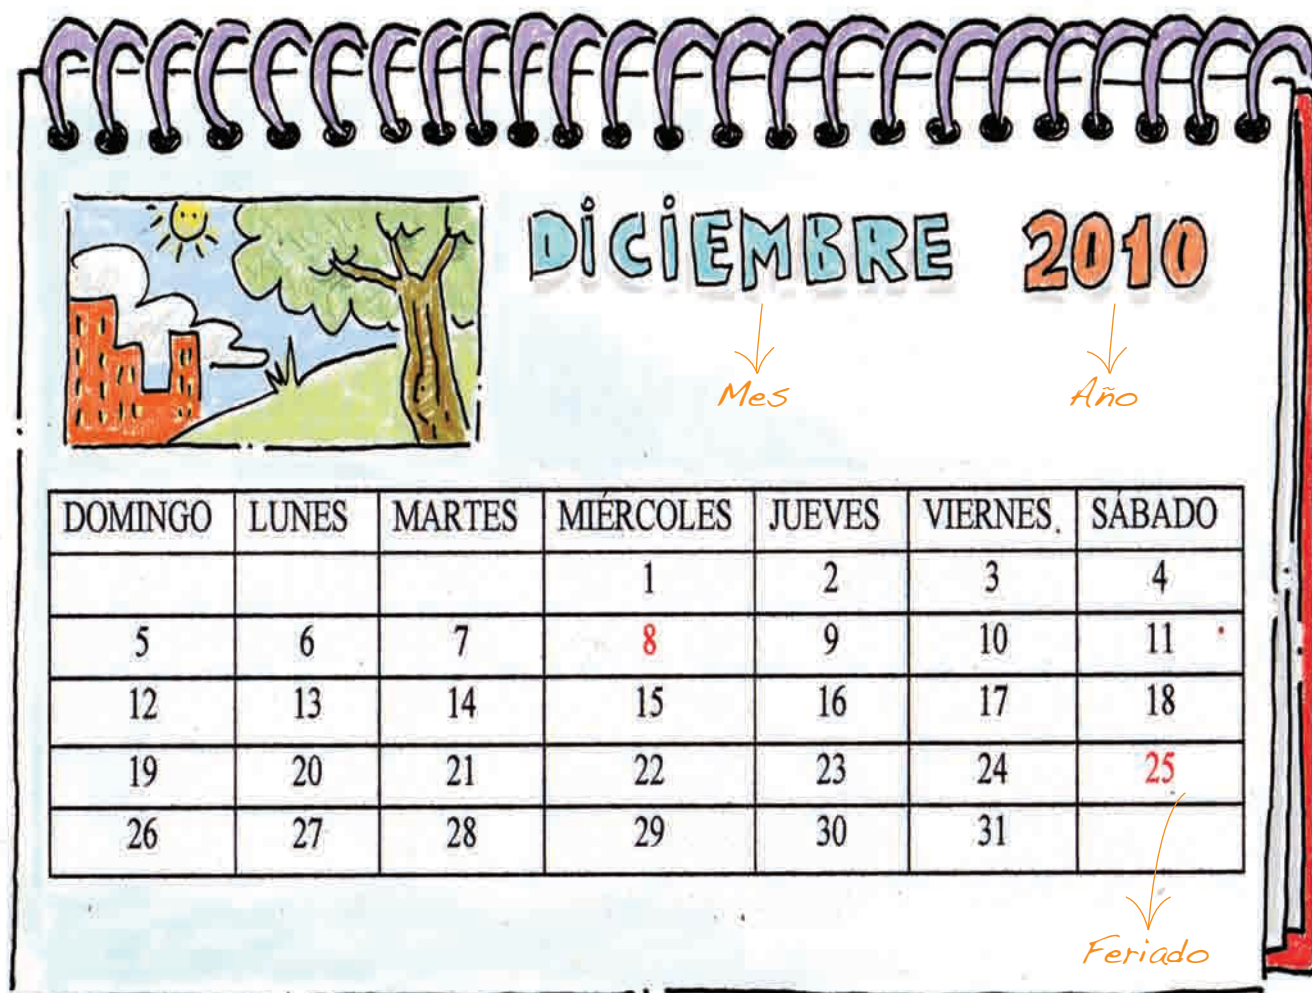 DICIEMBRE 2010
Mes Año
DOMINGO LUNES MARTES MIÉRCOLES JUEVES VIERNES. SÁBADO
1 2 3 4
5 6 7 8 9 10 11
12 13 14 15 16 17 18
19 20 21 22 23 24 25
26 27 28 29 30 31
Feriado